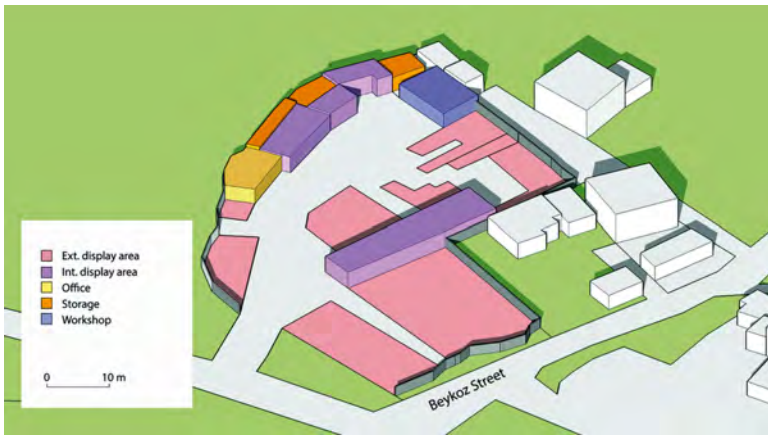 Ext. display area
Int. display area
Office
Storage
Workshop
0 10 m
Beykoz Street